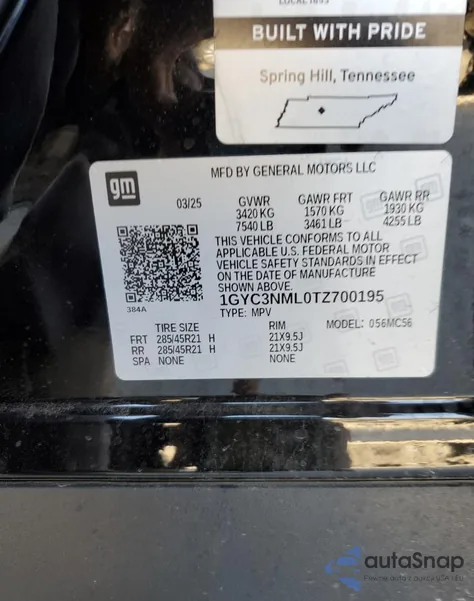 LOCAL 1853
BUILT WITH PRIDE
Spring Hill, Tennessee
gm
MFD BY GENERAL MOTORS LLC
03/25 GVWR GAWR FRT GAWR RR
3420 KG 1570 KG 1930 KG
7540 LB 3461 LB 4255 LB
THIS VEHICLE CONFORMS TO ALL
APPLICABLE U.S. FEDERAL MOTOR
VEHICLE SAFETY STANDARDS IN EFFECT
ON THE DATE OF MANUFACTURE
SHOWN ABOVE.
384A
1GYC3NML0TZ700195
TYPE: MPV MODEL: 056MC56
TIRE SIZE RIM
FRT 285/45R21 H 21X9.5J
RR 285/45R21 H 21X9.5J
SPA NONE NONE
autoSnap